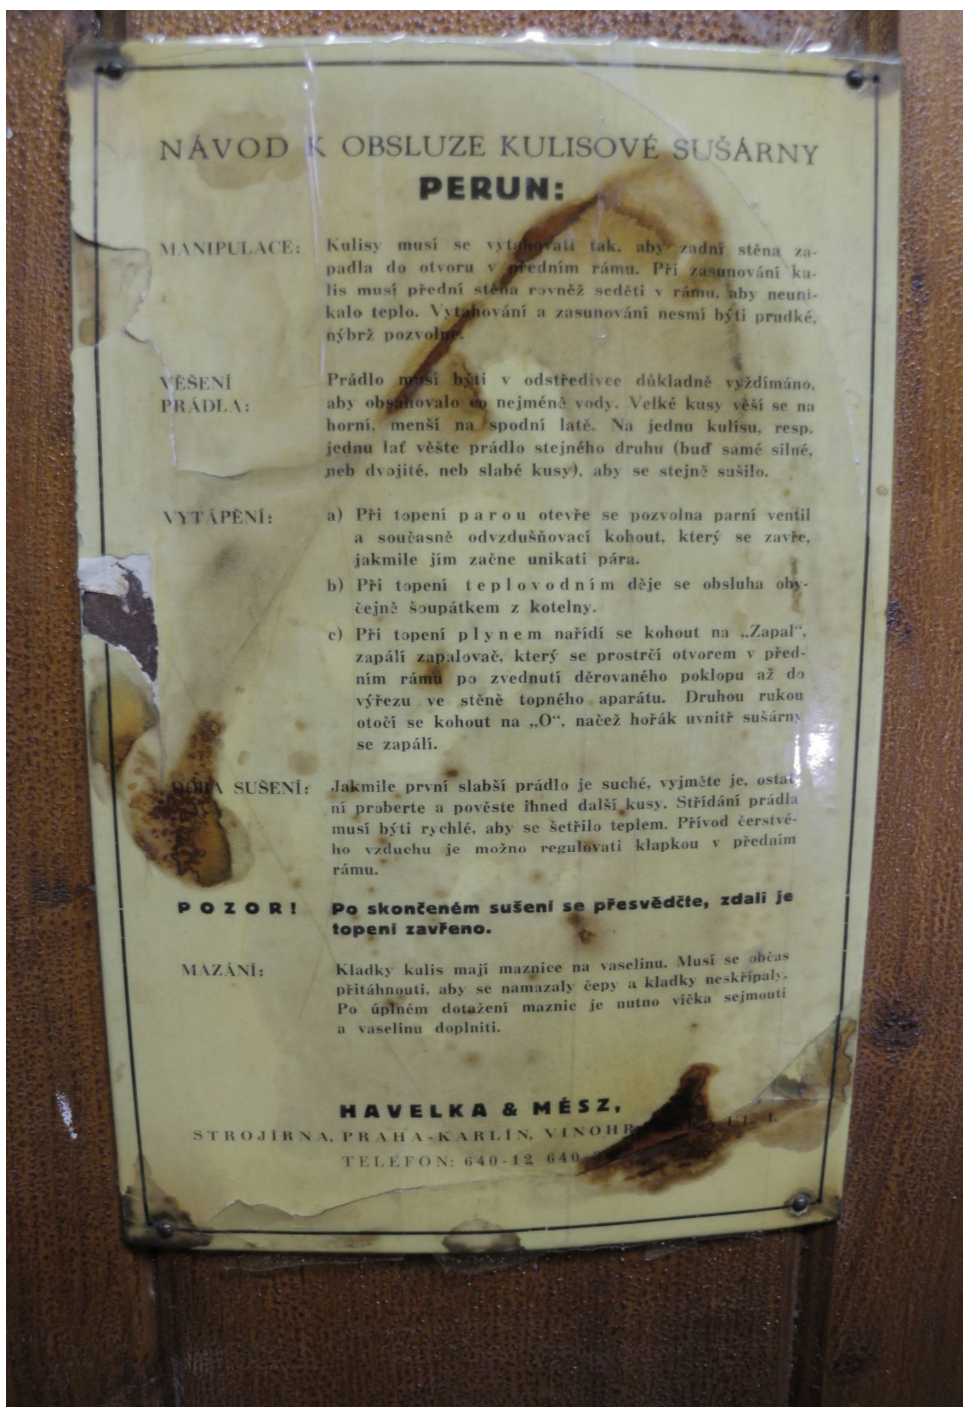 NÁVOD K OBSLUZE KULISOVÉ SUŠÁRNY
PERUN:
MANIPULACE: Kulisy musí se vytahovati tak, aby zadní stěna za-
padla do otvoru v předním rámu. Při zasunování ku-
lis musí přední stěna rovněž seděti v rámu, aby neuni-
kalo teplo. Vytahování a zasunování nesmí býti prudké,
nýbrž pozvolné.
VĚŠENÍ PRÁDLA: Prádlo musí býti v odstředivce důkladně vyždímáno,
aby obsahovalo co nejméně vody. Velké kusy věší se na
horní, menší na spodní latě. Na jednu kulisu, resp.
jednu lať věšte prádlo stejného druhu (buď samé silné,
neb dvojité, neb slabé kusy), aby se stejně sušilo.
VYTÁPĚNÍ: a) Při topení parou otevře se pozvolna parní ventil
a současně odvzdušňovací kohout, který se zavře,
jakmile jím začne unikati pára.
b) Při topení teplovodním děje se obsluha oby-
čejně šoupátkem z kotelny.
c) Při topení plynem nařídí se kohout na „Zapal“,
zapálí zapalovač, který se prostrčí otvorem v před-
ním rámu po zvednutí děrovaného poklopu až do
výřezu ve stěně topného aparátu. Druhou rukou
otočí se kohout na „O“, načež hořák uvnitř sušárny
se zapálí.
DOBA SUŠENÍ: Jakmile první slabší prádlo je suché, vyjměte je, ostat-
ní proberte a pověste ihned další kusy. Střídání prádla
musí býti rychlé, aby se šetřilo teplem. Přívod čerstvé-
ho vzduchu je možno regulovati klapkou v předním
rámu.
POZOR! Po skončeném sušení se přesvědčte, zdali je
topení zavřeno.
MAZÁNÍ: Kladky kulis mají maznice na vaselinu. Musí se občas
přitáhnouti, aby se namazaly čepy a kladky neskřípaly.
Po úplném dotažení maznic je nutno víčka sejmouti
a vaselinu doplniti.
HAVELKA & MÉSZ,
STROJÍRNA, PRAHA-KARLÍN,
TELEFON: 640-12